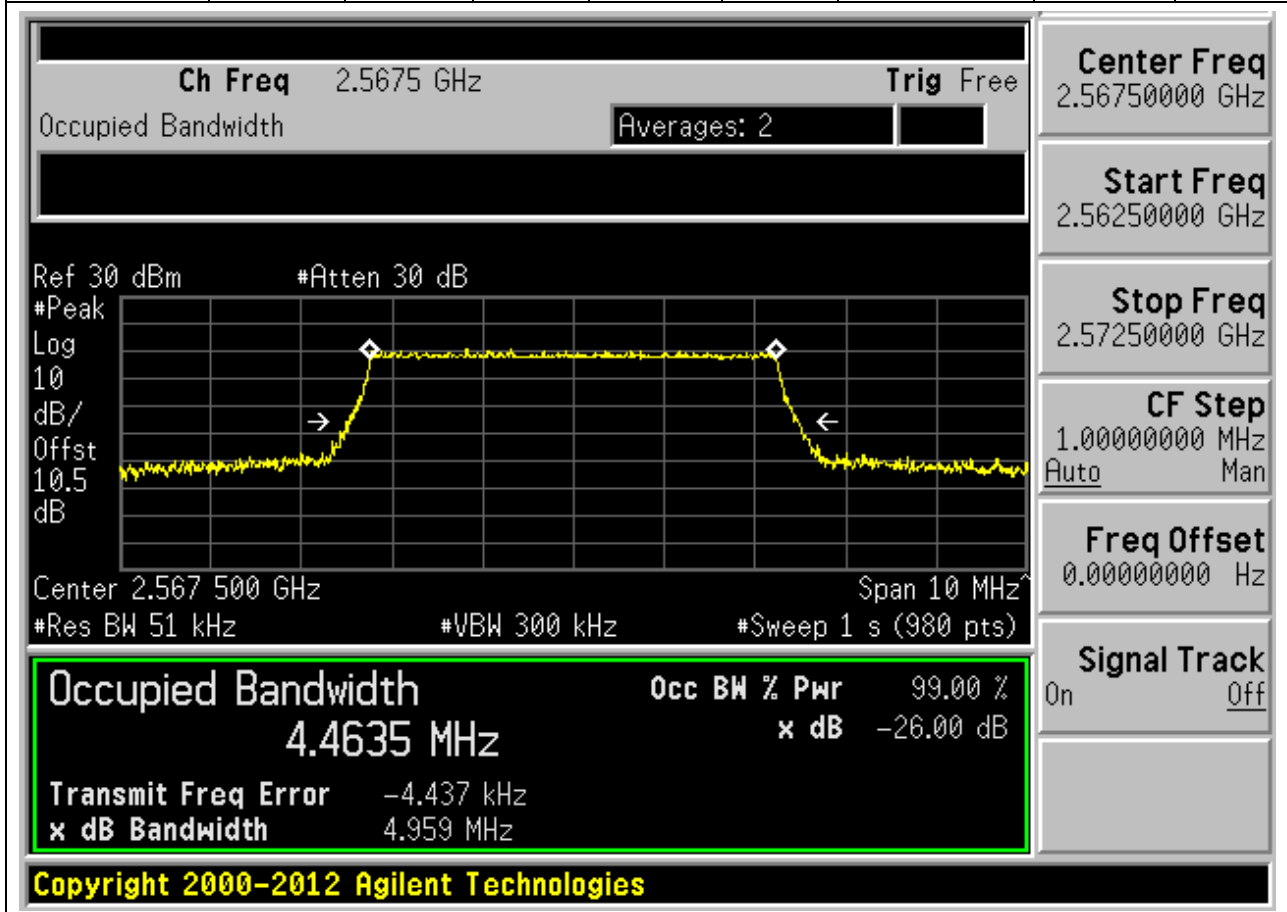 Ch Freq 2.5675 GHz Trig Free
Occupied Bandwidth Averages: 2
Ref 30 dBm #Atten 30 dB
#Peak
Log
10
dB/
Offst
10.5
dB
Center 2.567 500 GHz Span 10 MHz^
#Res BW 51 kHz #VBW 300 kHz #Sweep 1 s (980 pts)
Occupied Bandwidth Occ BW % Pwr 99.00 %
4.4635 MHz x dB -26.00 dB
Transmit Freq Error -4.437 kHz
x dB Bandwidth 4.959 MHz
Copyright 2000-2012 Agilent Technologies
Center Freq
2.56750000 GHz
Start Freq
2.56250000 GHz
Stop Freq
2.57250000 GHz
CF Step
1.00000000 MHz
Auto Man
Freq Offset
0.00000000 Hz
Signal Track
On Off